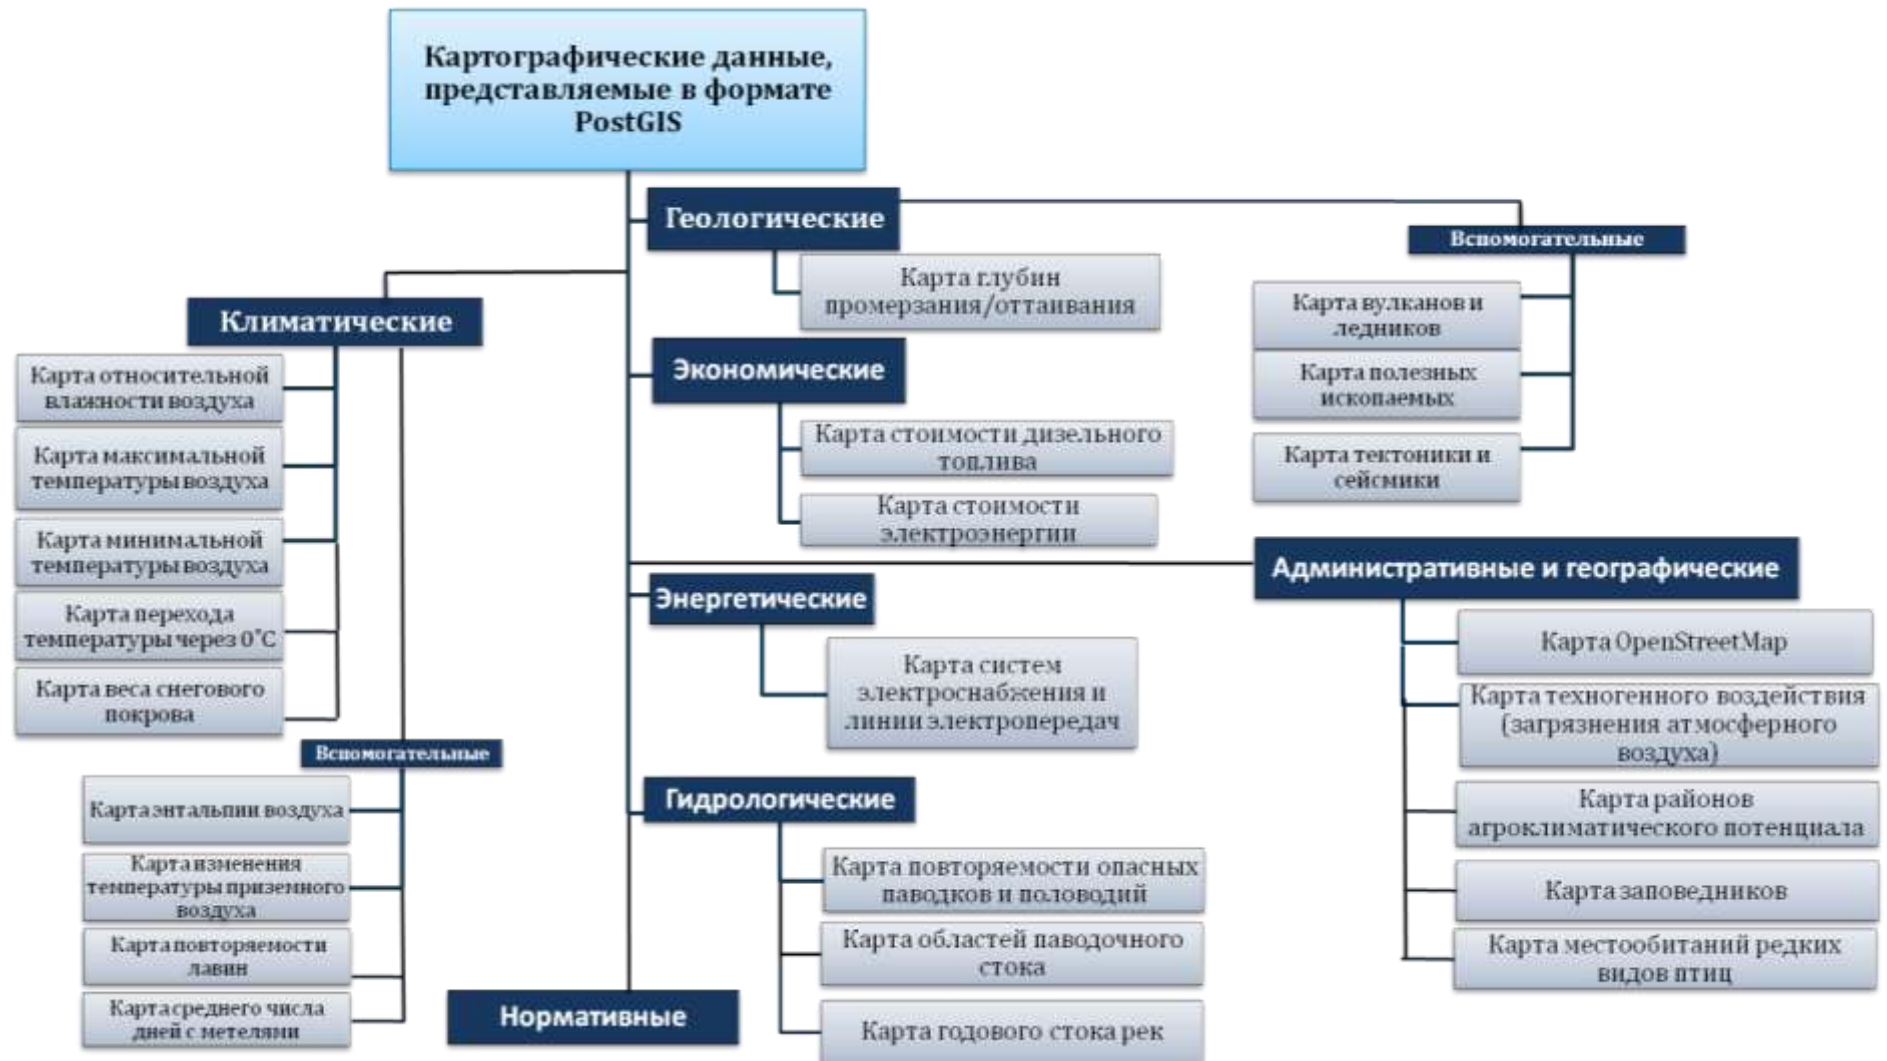 Картографические данные,
представляемые в формате
PostGIS
Геологические
Карта глубин
промерзания/оттаивания
Вспомогательные
Карта вулканов и
ледников
Карта полезных
ископаемых
Карта тектоники и
сейсмики
Климатические
Карта относительной
влажности воздуха
Карта максимальной
температуры воздуха
Карта минимальной
температуры воздуха
Карта перехода
температуры через 0˚С
Карта веса снегового
покрова
Вспомогательные
Карта энтальпии воздуха
Карта изменения
температуры приземного
воздуха
Карта повторяемости
лавин
Карта среднего числа
дней с метелями
Экономические
Карта стоимости дизельного
топлива
Карта стоимости
электроэнергии
Энергетические
Карта систем
электроснабжения и
линии электропередач
Гидрологические
Карта повторяемости опасных
паводков и половодий
Карта областей паводочного
стока
Карта годового стока рек
Нормативные
Административные и географические
Карта OpenStreetMap
Карта техногенного воздействия
(загрязнения атмосферного
воздуха)
Карта районов
агроклиматического потенциала
Карта заповедников
Карта местообитаний редких
видов птиц